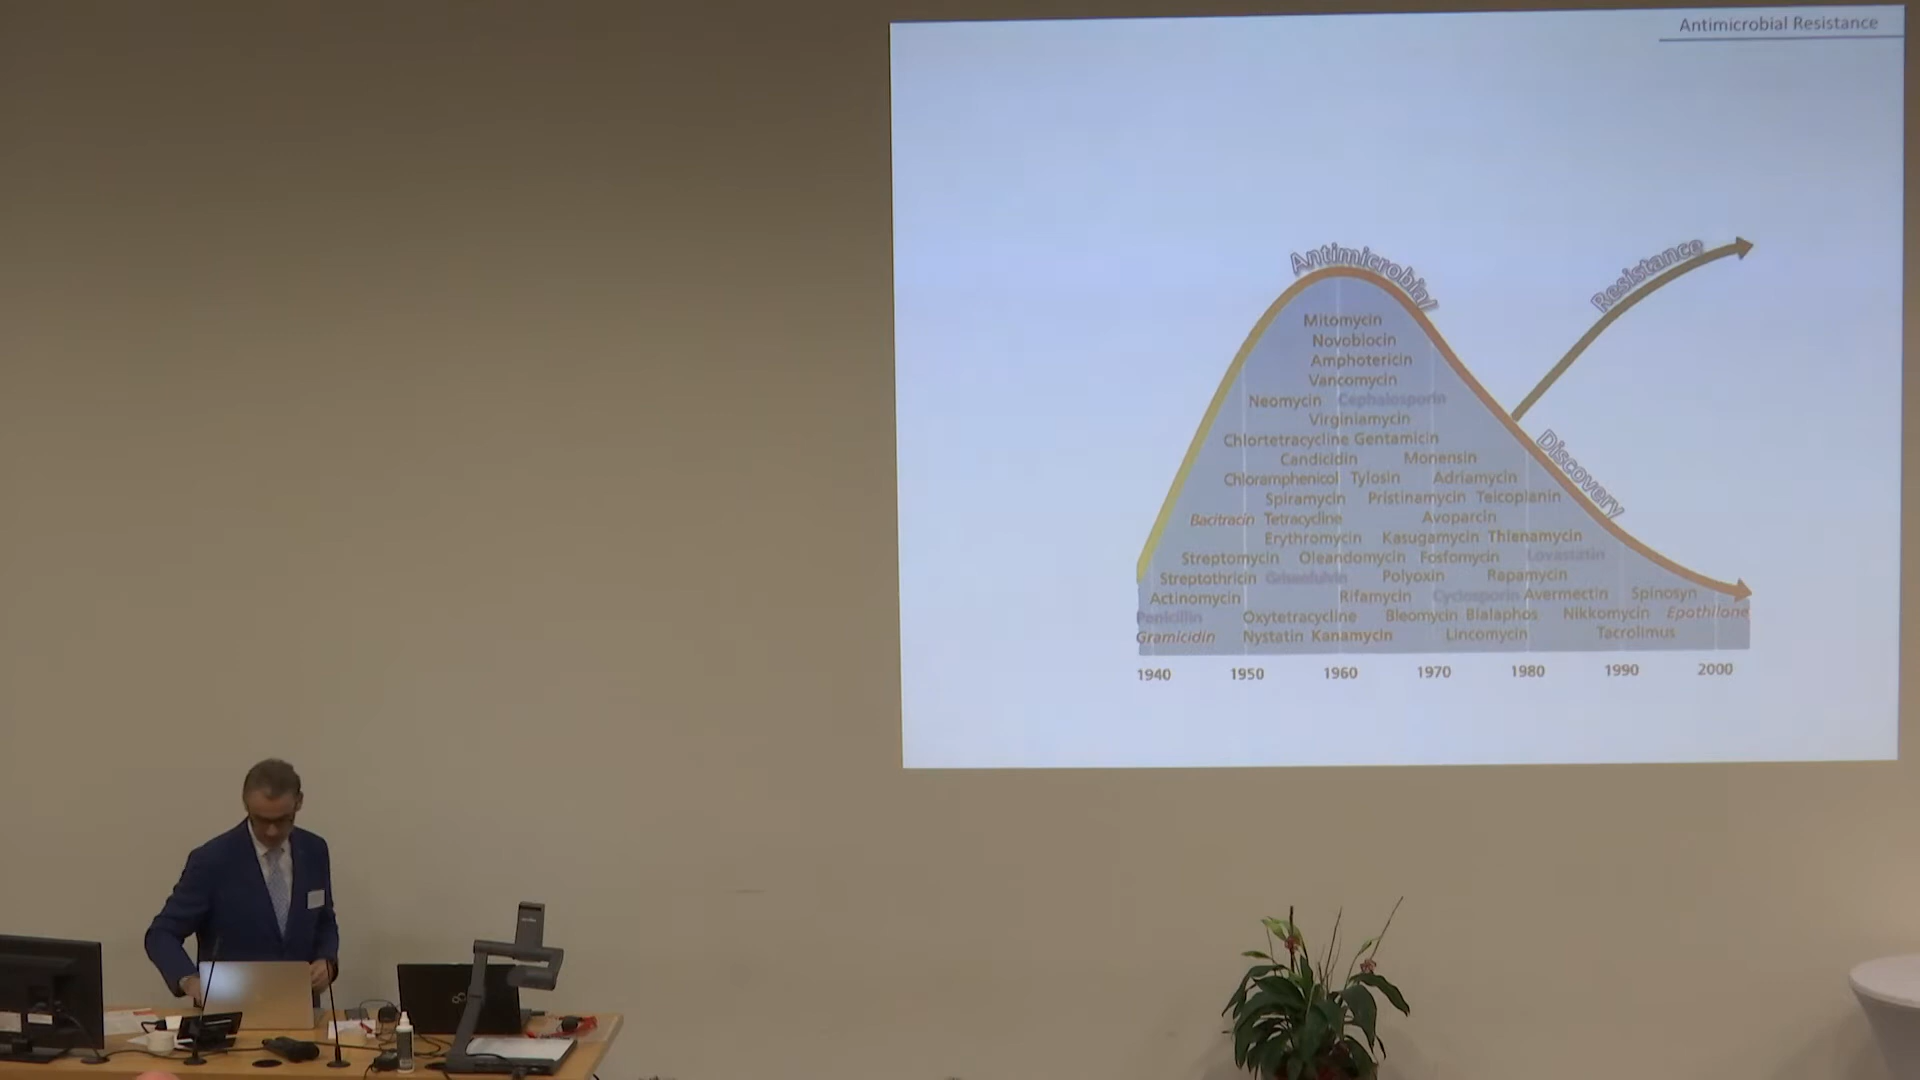 Antimicrobial Resistance
Antimicrobial
Resistance
Discovery
Mitomycin
Novobiocin
Amphotericin
Vancomycin
Neomycin Cephalosporin
Virginiamycin
Chlortetracycline Gentamicin
Candicidin Monensin
Chloramphenicol Tylosin Adriamycin
Spiramycin Pristinamycin Teicoplanin
Bacitracin Tetracycline Avoparcin
Erythromycin Kasugamycin Thienamycin
Streptomycin Oleandomycin Fosfomycin Lovastatin
Streptothricin Griseofulvin Polyoxin Rapamycin
Actinomycin Rifamycin Cyclosporin Avermectin Spinosyn
Penicillin Oxytetracycline Bleomycin Bialaphos Nikkomycin Epothilone
Gramicidin Nystatin Kanamycin Lincomycin Tacrolimus
1940 1950 1960 1970 1980 1990 2000